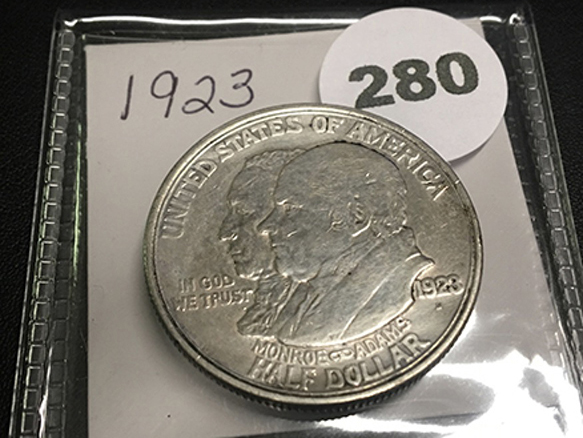 1923
280
UNITED STATES OF AMERICA
IN GOD
WE TRUST
1923
MONROE ADAMS
HALF DOLLAR